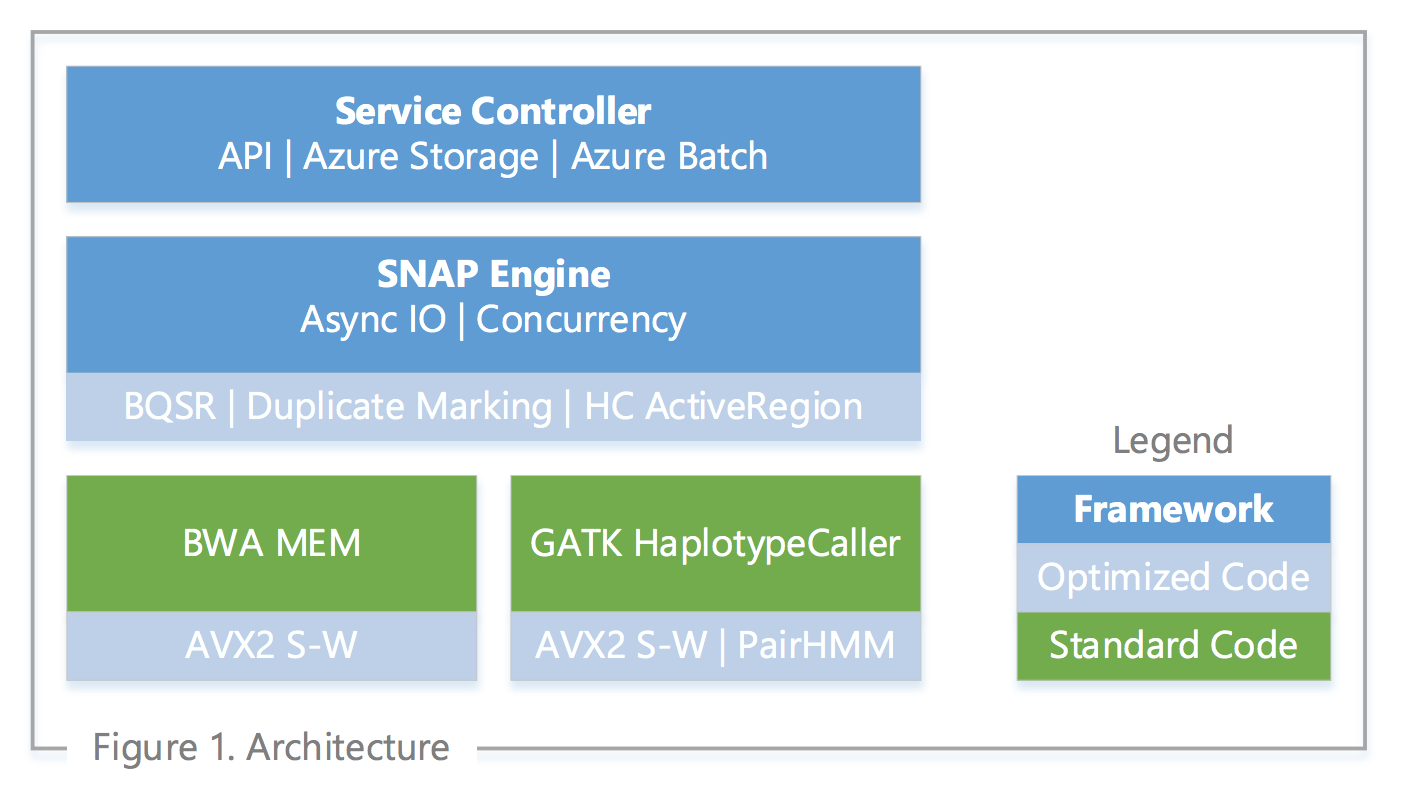 Service Controller
API | Azure Storage | Azure Batch
SNAP Engine
Async IO | Concurrency
BQSR | Duplicate Marking | HC ActiveRegion
BWA MEM
AVX2 S-W
GATK HaplotypeCaller
AVX2 S-W | PairHMM
Legend
Framework
Optimized Code
Standard Code
Figure 1. Architecture